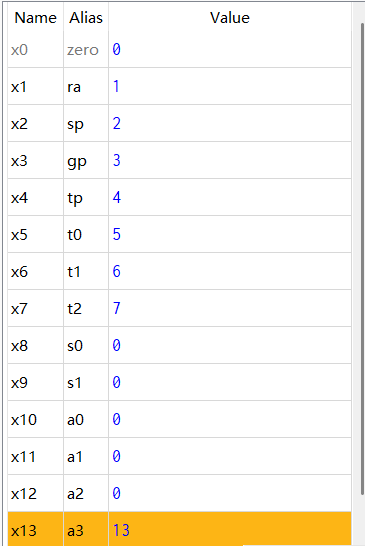 Name Alias Value
x0 zero 0
x1 ra 1
x2 sp 2
x3 gp 3
x4 tp 4
x5 t0 5
x6 t1 6
x7 t2 7
x8 s0 0
x9 s1 0
x10 a0 0
x11 a1 0
x12 a2 0
x13 a3 13